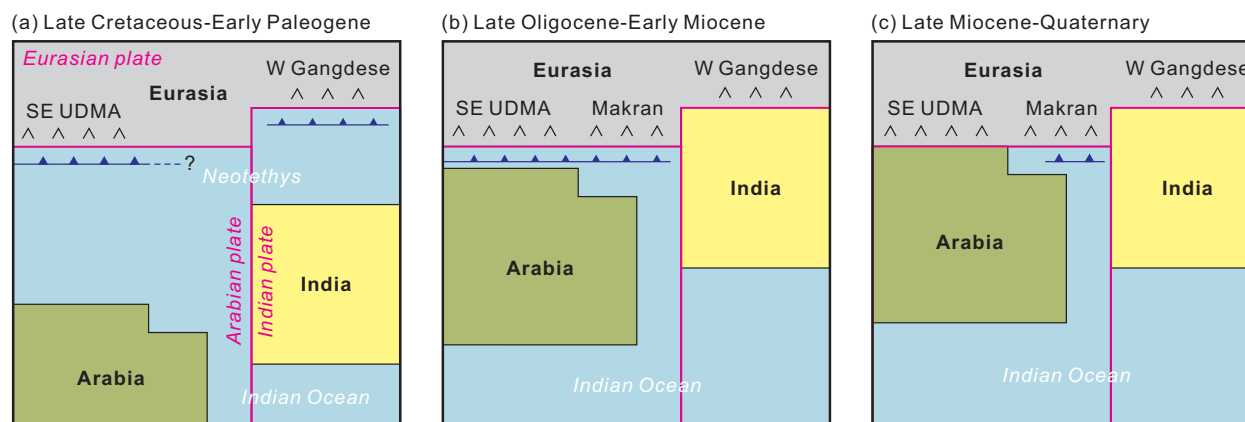 (a) Late Cretaceous-Early Paleogene
Eurasian plate
W Gangdese
Eurasia
SE UDMA
?
Neotethys
Arabian plate
Indian plate
India
Arabia
Indian Ocean
(b) Late Oligocene-Early Miocene
Eurasia
W Gangdese
SE UDMA
Makran
India
Arabia
Indian Ocean
(c) Late Miocene-Quaternary
Eurasia
W Gangdese
SE UDMA
Makran
India
Arabia
Indian Ocean